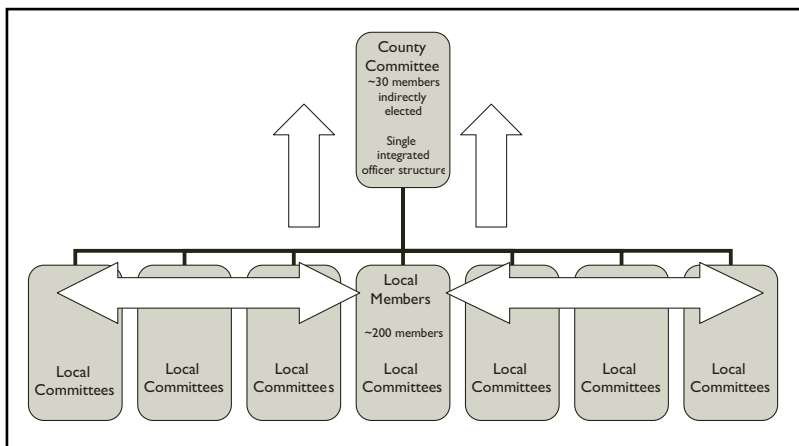 County
Committee
~30 members
indirectly
elected
Single
integrated
officer structure
Local
Members
~200 members
Local
Committees
Local
Committees
Local
Committees
Local
Committees
Local
Committees
Local
Committees
Local
Committees